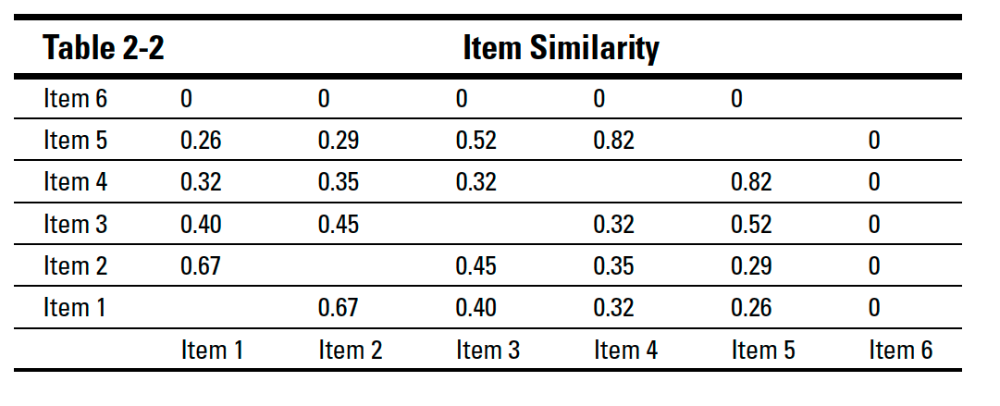 Table 2-2 Item Similarity
Item 6 0 0 0 0 0
Item 5 0.26 0.29 0.52 0.82 0
Item 4 0.32 0.35 0.32 0.82 0
Item 3 0.40 0.45 0.32 0.52 0
Item 2 0.67 0.45 0.35 0.29 0
Item 1 0.67 0.40 0.32 0.26 0
Item 1 Item 2 Item 3 Item 4 Item 5 Item 6